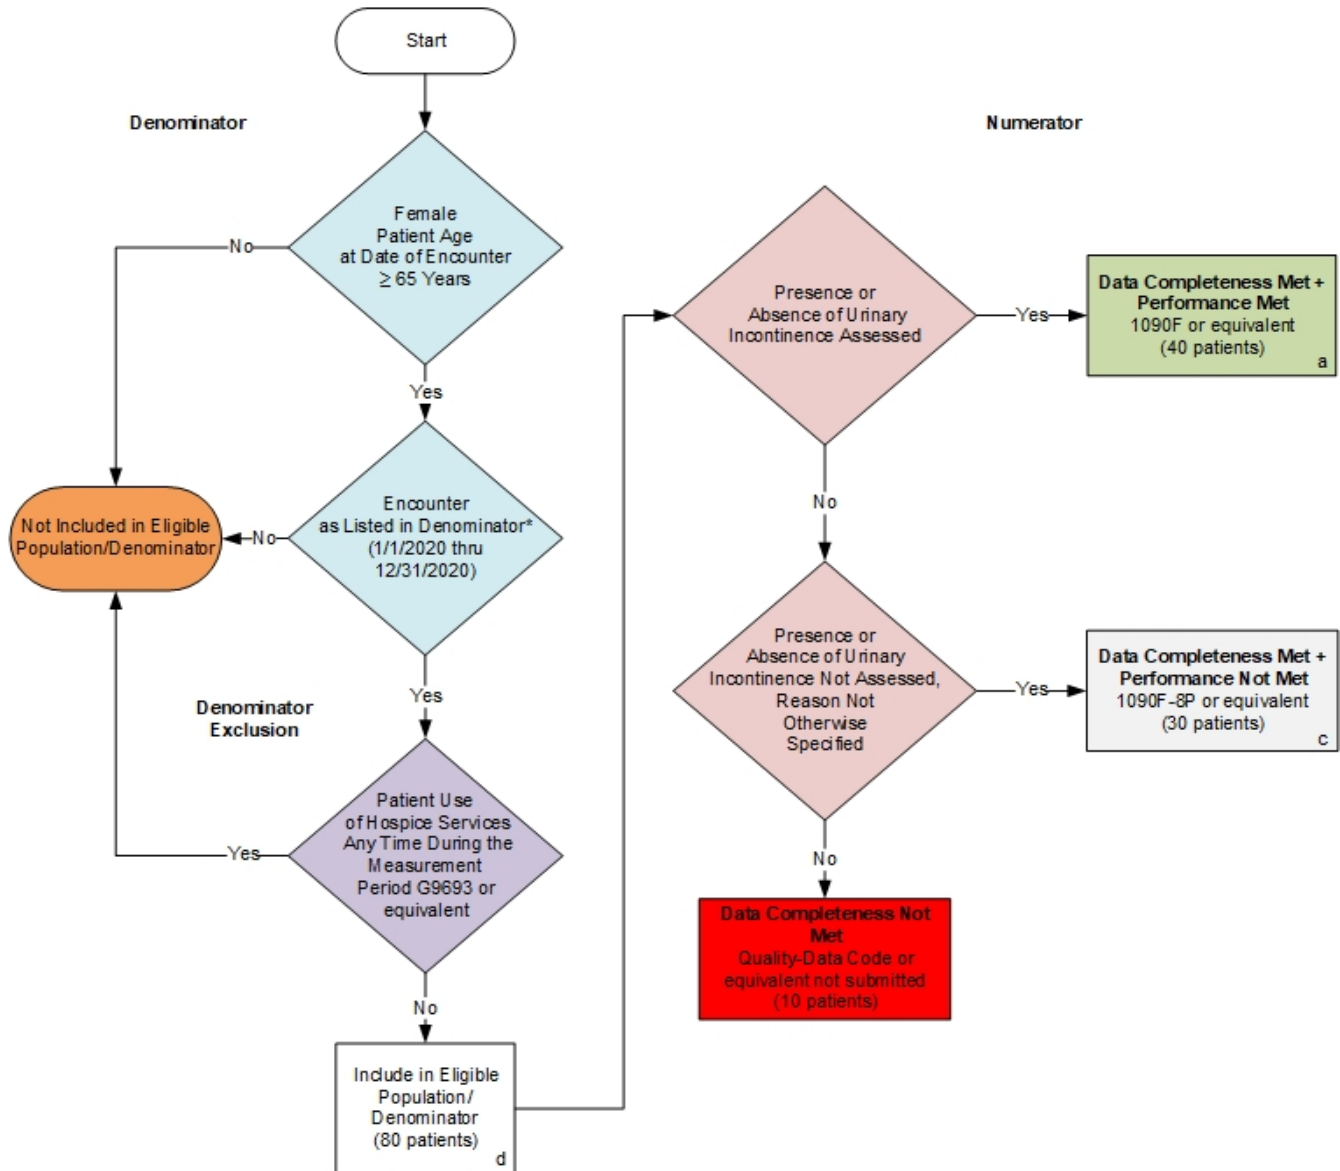 Start
Denominator
Female
Patient Age
at Date of Encounter
≥ 65 Years
No
Yes
Encounter
as Listed in Denominator*
(1/1/2020 thru
12/31/2020)
No
Not Included in Eligible
Population/Denominator
Yes
Denominator
Exclusion
Patient Use
of Hospice Services
Any Time During the
Measurement
Period G9693 or
equivalent
Yes
No
Include in Eligible
Population/
Denominator
(80 patients)
d
Numerator
Presence or
Absence of Urinary
Incontinence Assessed
Yes
Data Completeness Met +
Performance Met
1090F or equivalent
(40 patients)
a
No
Presence or
Absence of Urinary
Incontinence Not Assessed,
Reason Not
Otherwise
Specified
Yes
Data Completeness Met +
Performance Not Met
1090F-8P or equivalent
(30 patients)
c
No
Data Completeness Not
Met
Quality-Data Code or
equivalent not submitted
(10 patients)